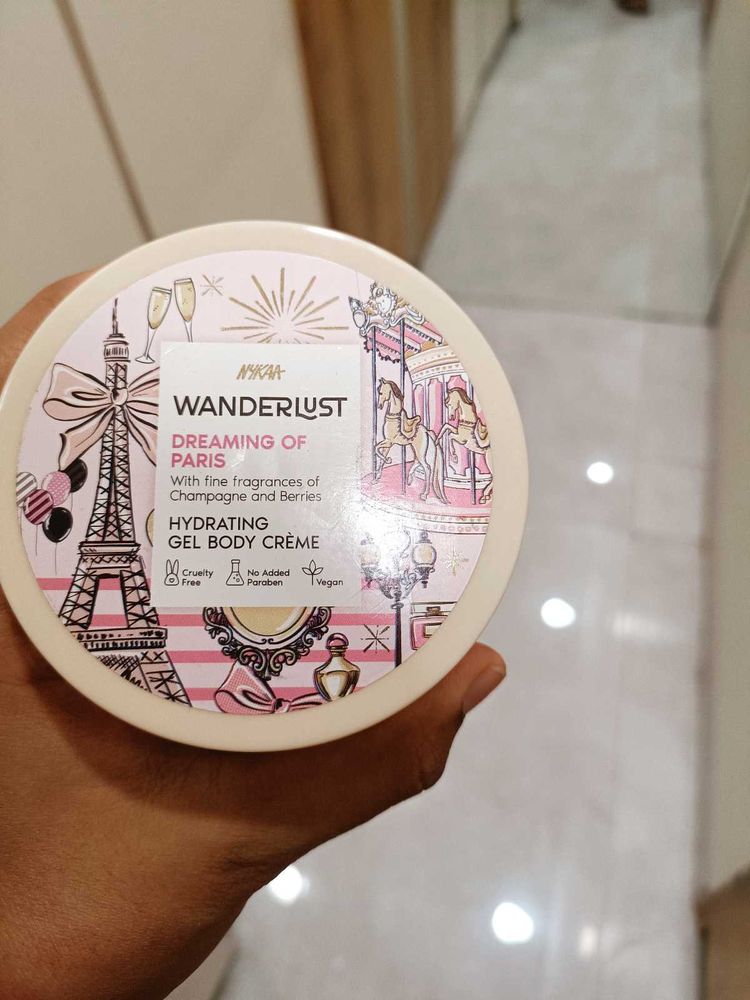 NYKAA
WANDERLUST
DREAMING OF
PARIS
With fine fragrances of
Champagne and Berries
HYDRATING
GEL BODY CRÈME
Cruelty
Free
No Added
Paraben
Vegan